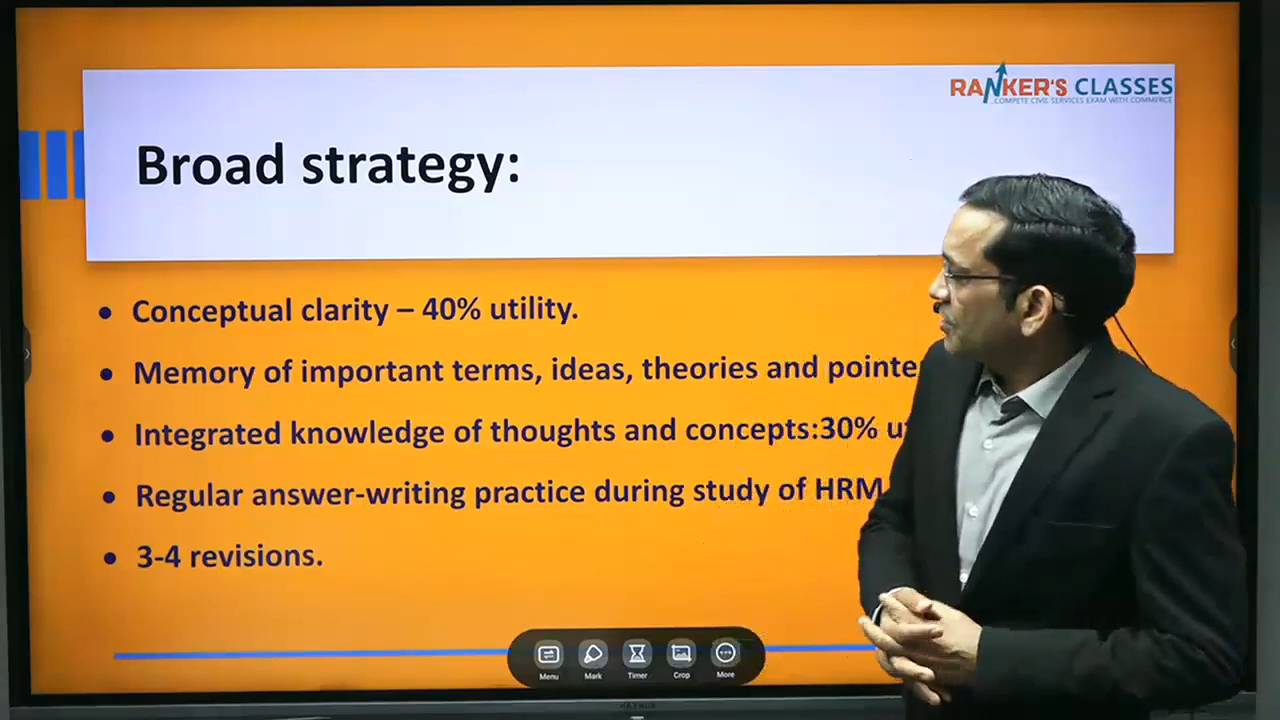 RANKER'S CLASSES
...COMPETE CIVIL SERVICES EXAM WITH COMMERCE
Broad strategy:
• Conceptual clarity – 40% utility.
• Memory of important terms, ideas, theories and
• Integrated knowledge of thoughts and concepts:30%
• Regular answer-writing practice during study of HRM
• 3-4 revisions.
Menu Mark Timer Crop More